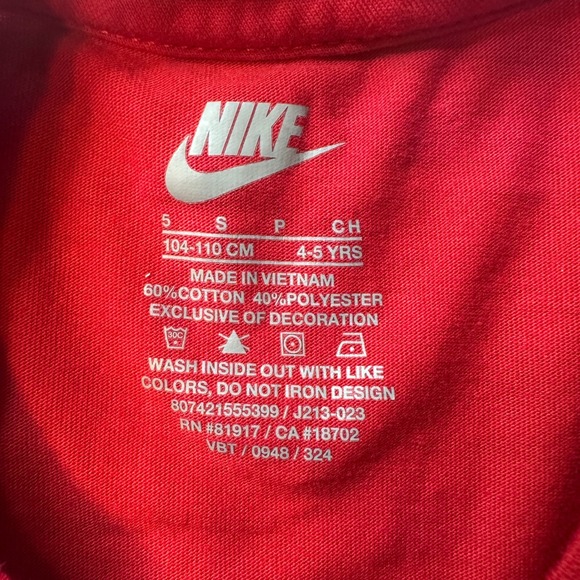 NIKE
5 S P CH
104-110 CM 4-5 YRS
MADE IN VIETNAM
60%COTTON 40%POLYESTER
EXCLUSIVE OF DECORATION
30C
WASH INSIDE OUT WITH LIKE
COLORS, DO NOT IRON DESIGN
807421555399 / J213-023
RN #81917 / CA #18702
VBT / 0948 / 324